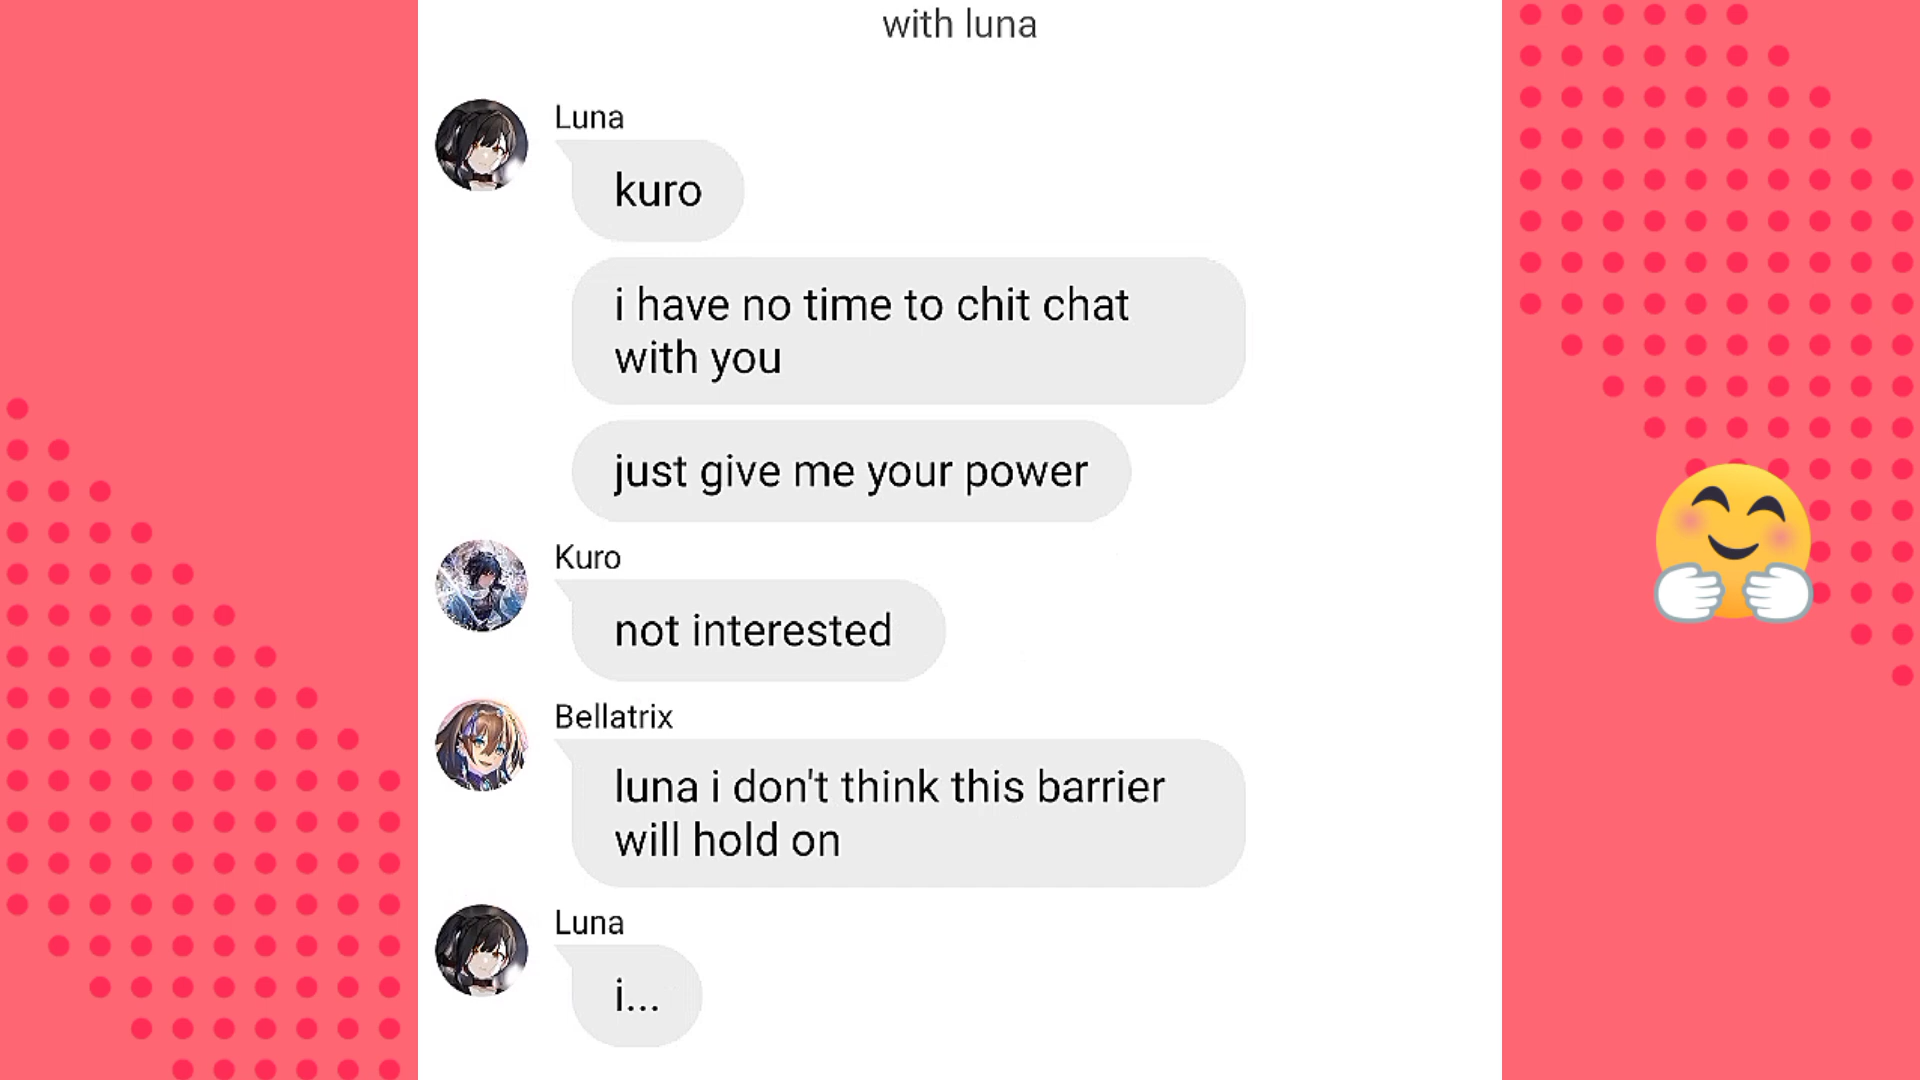 with luna
Luna
kuro
i have no time to chit chat
with you
just give me your power
Kuro
not interested
Bellatrix
luna i don't think this barrier
will hold on
Luna
i...